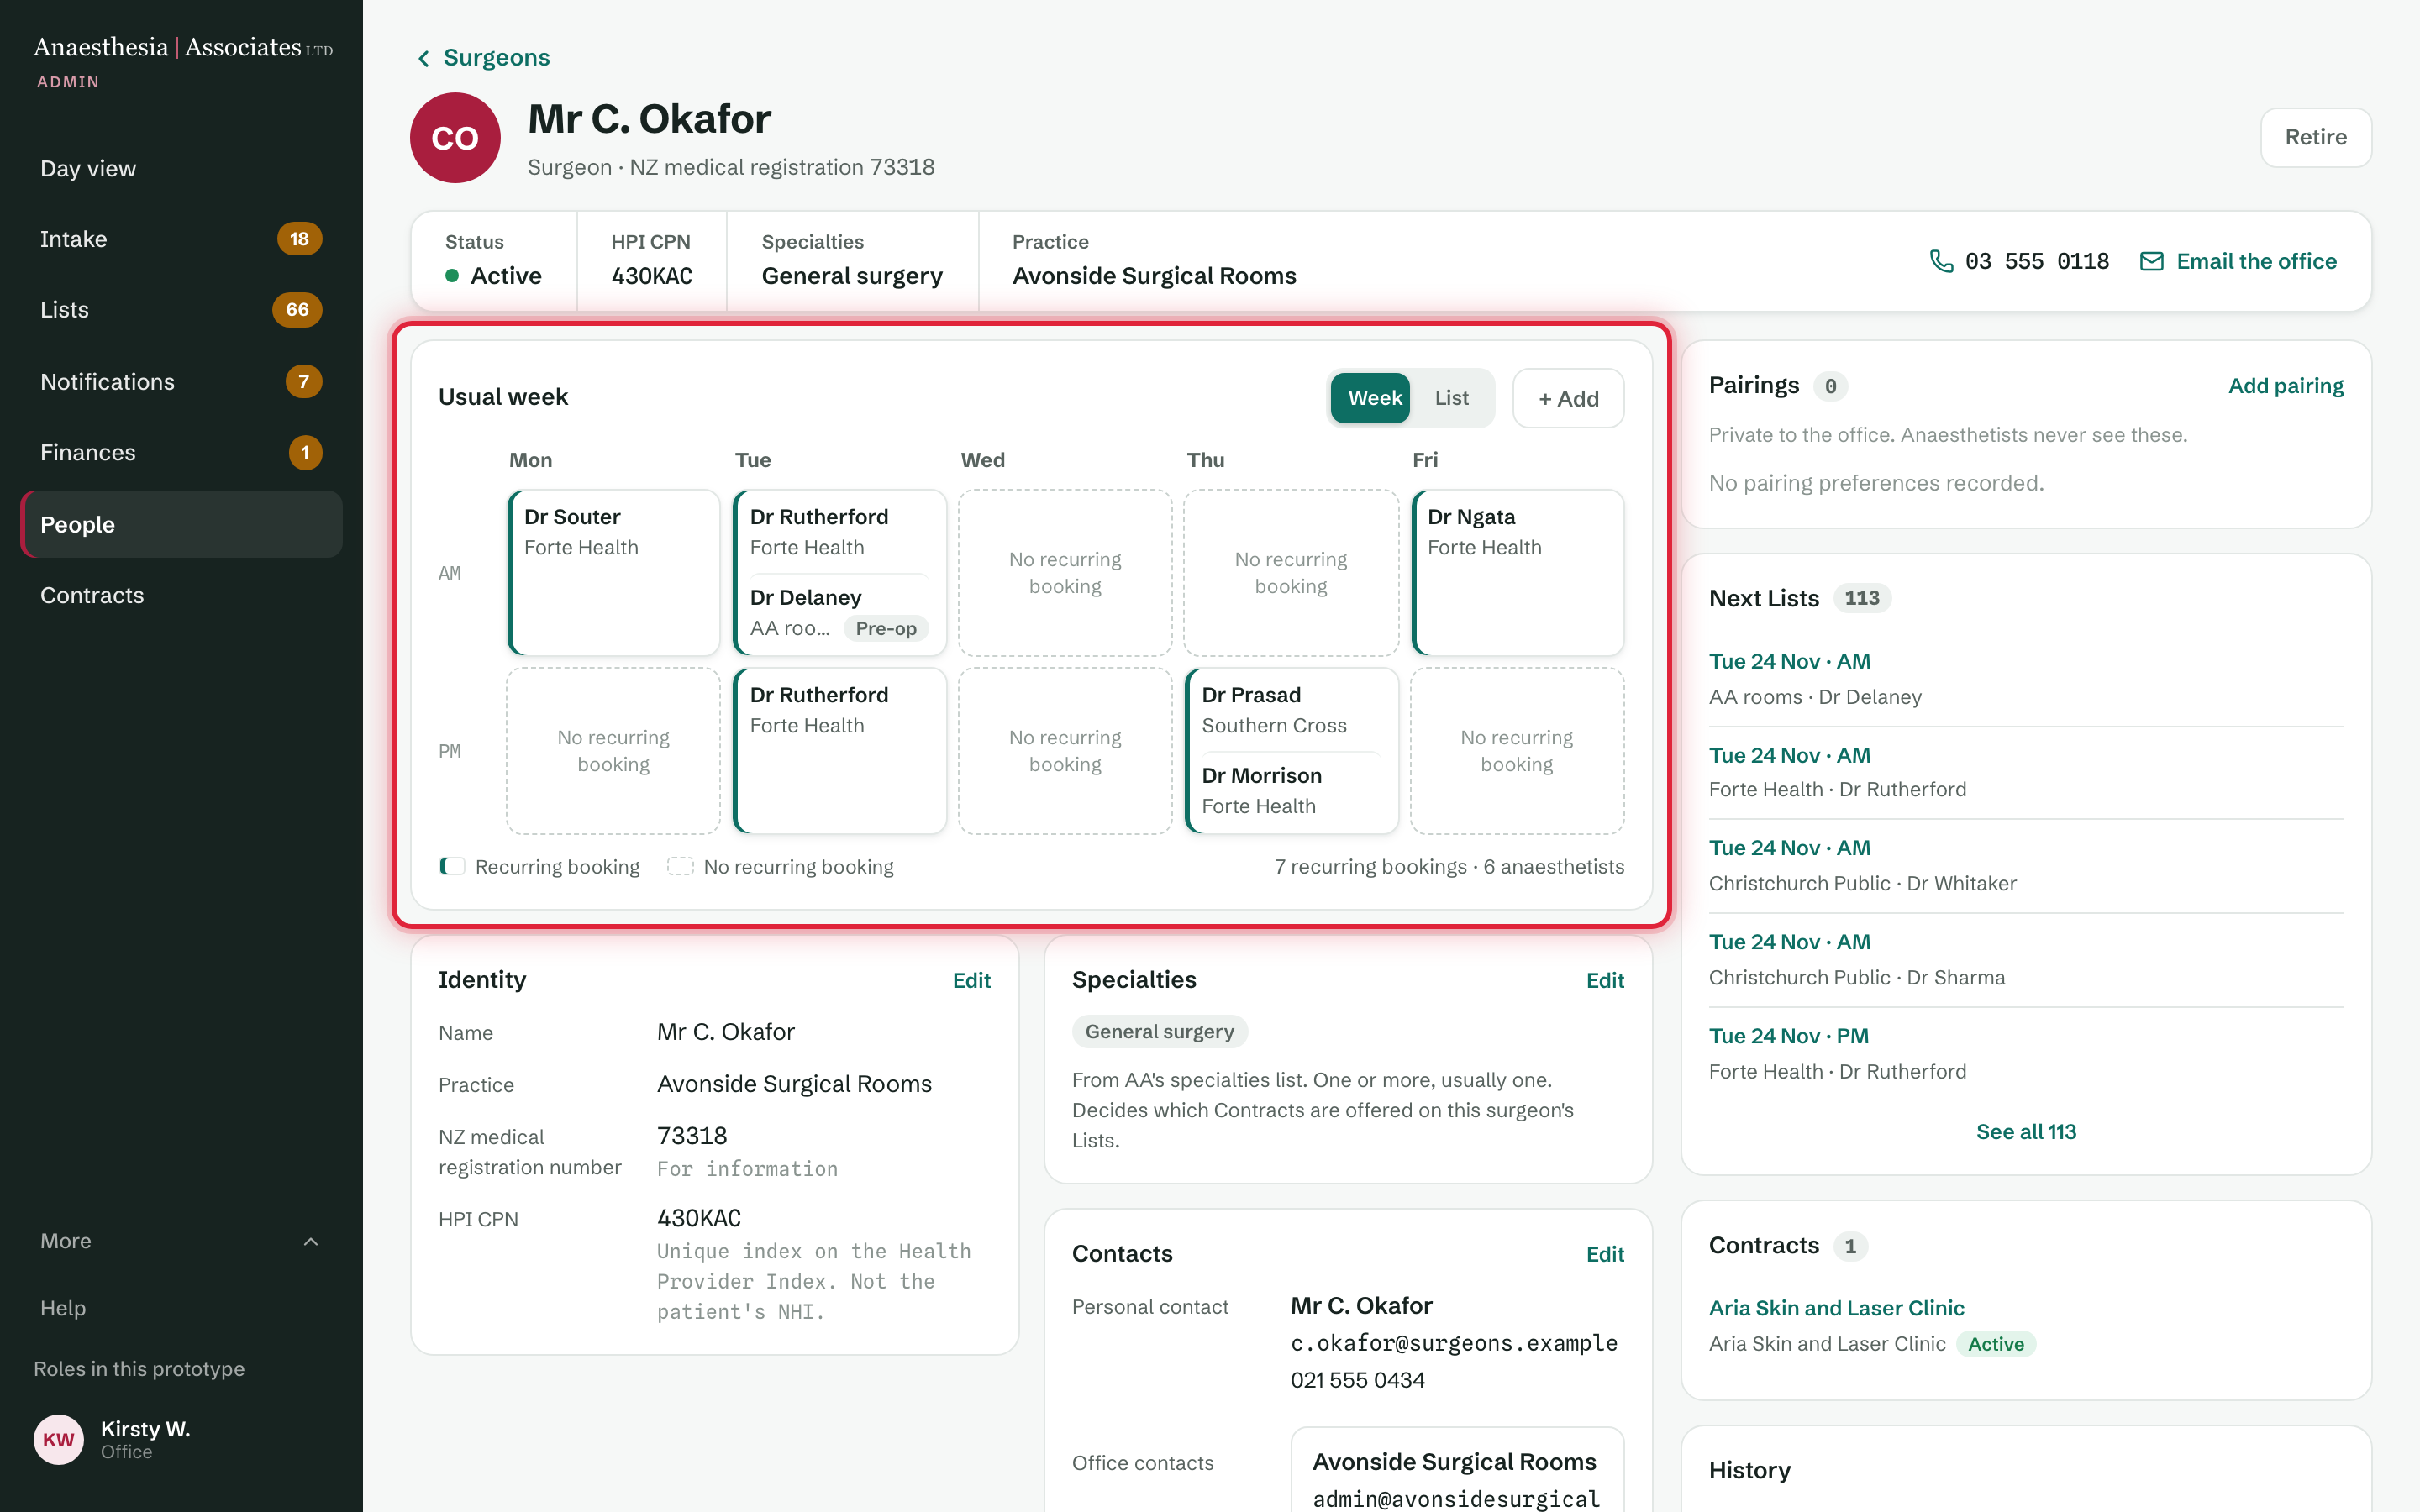 Anaesthesia | Associates LTD
ADMIN
Day view
Intake 18
Lists 66
Notifications 7
Finances 1
People
Contracts
More
Help
Roles in this prototype
KW
Kirsty W.
Office
Surgeons
CO
Mr C. Okafor
Surgeon · NZ medical registration 73318
Retire
Status
Active
HPI CPN
430KAC
Specialties
General surgery
Practice
Avonside Surgical Rooms
03 555 0118
Email the office
Usual week
Week
List
+ Add
Mon
Tue
Wed
Thu
Fri
AM
Dr Souter
Forte Health
Dr Rutherford
Forte Health
Dr Delaney
AA roo... Pre-op
No recurring
booking
No recurring
booking
Dr Ngata
Forte Health
PM
No recurring
booking
Dr Rutherford
Forte Health
No recurring
booking
Dr Prasad
Southern Cross
Dr Morrison
Forte Health
No recurring
booking
Recurring booking
No recurring booking
7 recurring bookings · 6 anaesthetists
Identity
Edit
Name
Mr C. Okafor
Practice
Avonside Surgical Rooms
NZ medical
registration number
73318
For information
HPI CPN
430KAC
Unique index on the Health
Provider Index. Not the
patient's NHI.
Specialties
Edit
General surgery
From AA's specialties list. One or more, usually one.
Decides which Contracts are offered on this surgeon's
Lists.
Contacts
Edit
Personal contact
Mr C. Okafor
c.okafor@surgeons.example
021 555 0434
Office contacts
Avonside Surgical Rooms
admin@avonsidesurgical
Pairings 0
Add pairing
Private to the office. Anaesthetists never see these.
No pairing preferences recorded.
Next Lists 113
Tue 24 Nov · AM
AA rooms · Dr Delaney
Tue 24 Nov · AM
Forte Health · Dr Rutherford
Tue 24 Nov · AM
Christchurch Public · Dr Whitaker
Tue 24 Nov · AM
Christchurch Public · Dr Sharma
Tue 24 Nov · PM
Forte Health · Dr Rutherford
See all 113
Contracts 1
Aria Skin and Laser Clinic
Aria Skin and Laser Clinic Active
History